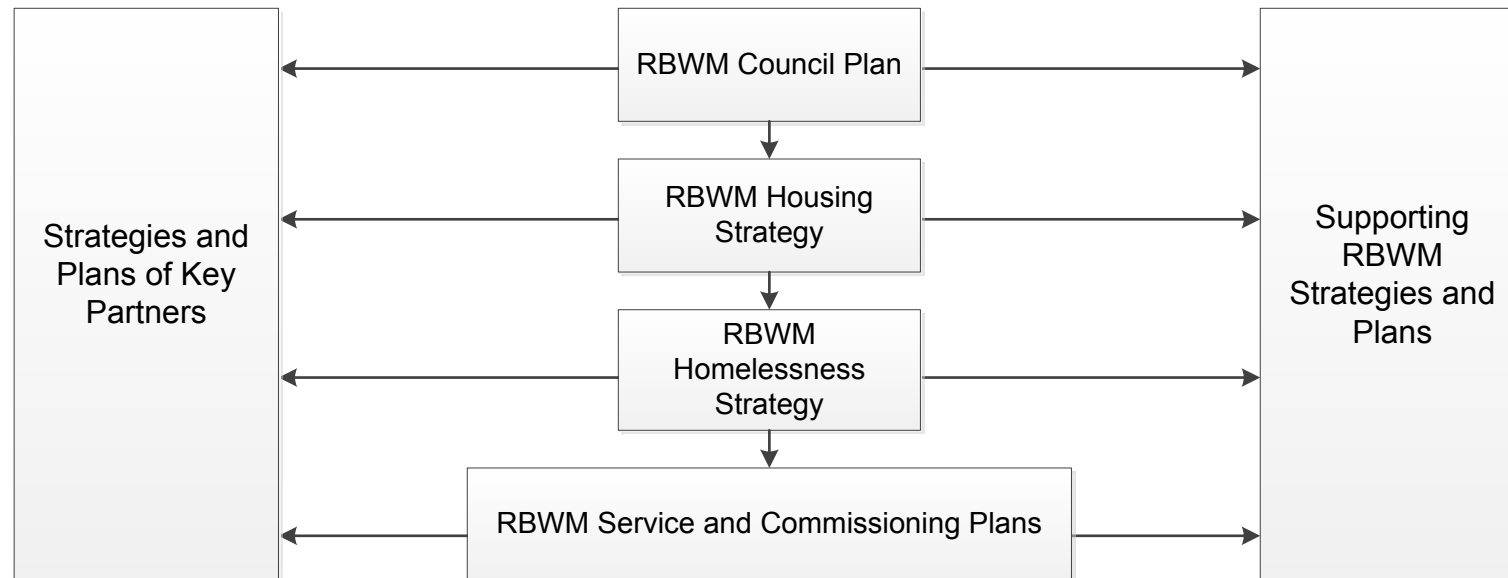 Strategies and
Plans of Key
Partners
RBWM Council Plan
RBWM Housing
Strategy
RBWM
Homelessness
Strategy
RBWM Service and Commissioning Plans
Supporting
RBWM
Strategies and
Plans